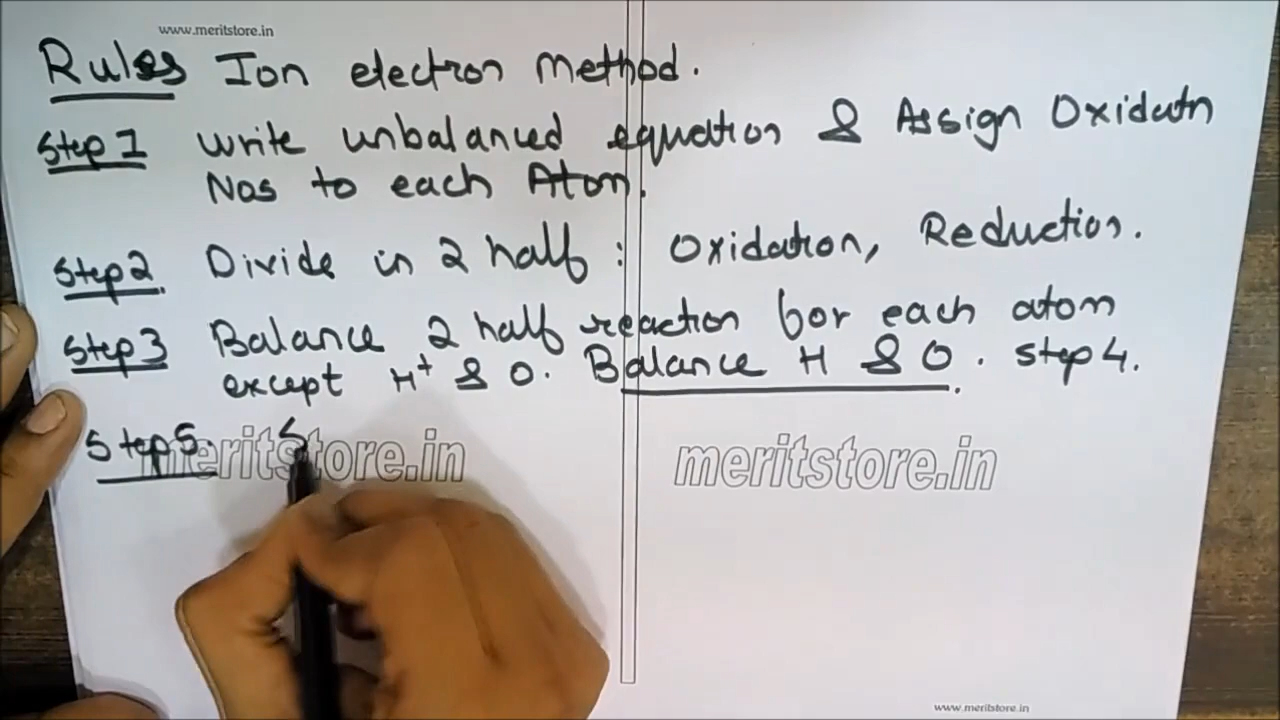 www.meritstore.in
Rules Ion electron method.
Step 1 Write unbalanced equation & Assign Oxidatn
Nos to each Atom.
Step 2 Divide in 2 half : Oxidation, Reduction.
Step 3 Balance 2 half reaction for each atom
except H+ & O. Balance H & O. Step 4.
Step 5. S
meritstore.in meritstore.in
www.meritstore.in